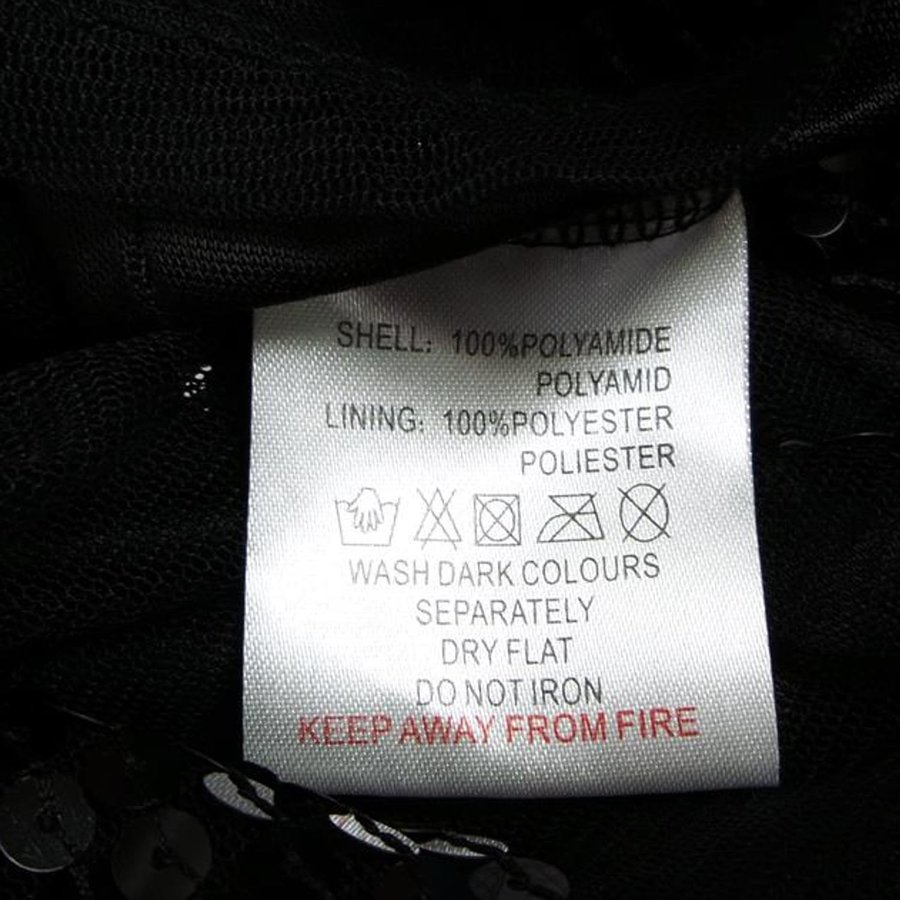 SHELL: 100%POLYAMIDE
POLYAMID
LINING: 100%POLYESTER
POLIESTER
WASH DARK COLOURS
SEPARATELY
DRY FLAT
DO NOT IRON
KEEP AWAY FROM FIRE